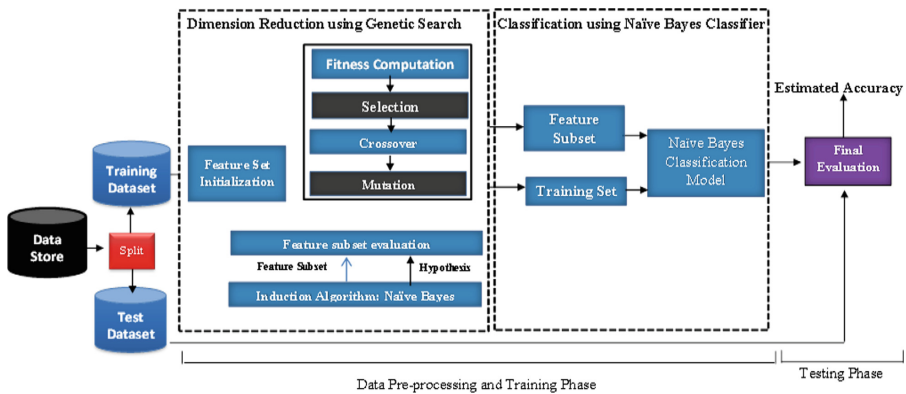 Dimension Reduction using Genetic Search
Classification using Naïve Bayes Classifier
Fitness Computation
Selection
Crossover
Mutation
Feature Set
Initialization
Training
Dataset
Data
Store
Split
Test
Dataset
Feature subset evaluation
Feature Subset
Hypothesis
Induction Algorithm: Naïve Bayes
Feature
Subset
Training Set
Naïve Bayes
Classification
Model
Estimated Accuracy
Final
Evaluation
Data Pre-processing and Training Phase
Testing Phase